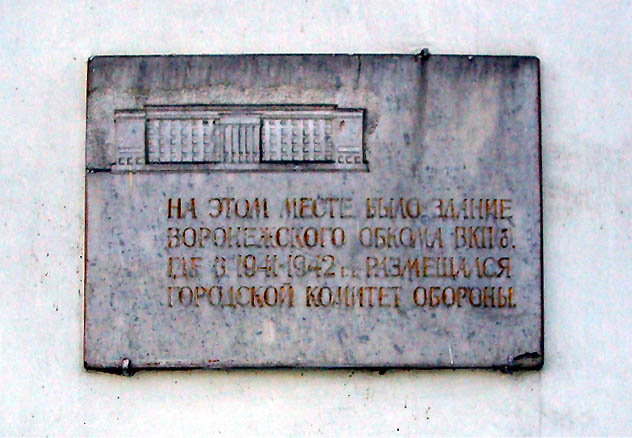 НА ЭТОМ МЕСТЕ БЫЛО ЗДАНИЕ
ВОРОНЕЖСКОГО ОБКОМА ВКП б.
ГДЕ В 1941-1942 гг. РАЗМЕЩАЛСЯ
ГОРОДСКОЙ КОМИТЕТ ОБОРОНЫ.